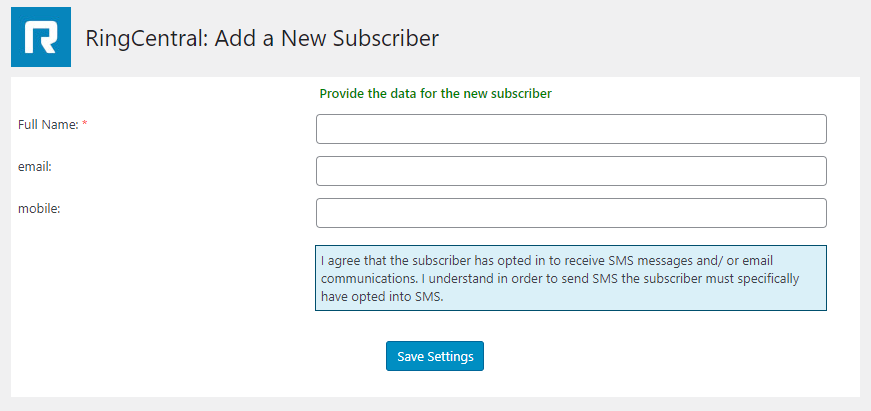 R
RingCentral: Add a New Subscriber
Provide the data for the new subscriber
Full Name: *
email:
mobile:
I agree that the subscriber has opted in to receive SMS messages and/ or email
communications. I understand in order to send SMS the subscriber must specifically
have opted into SMS.
Save Settings